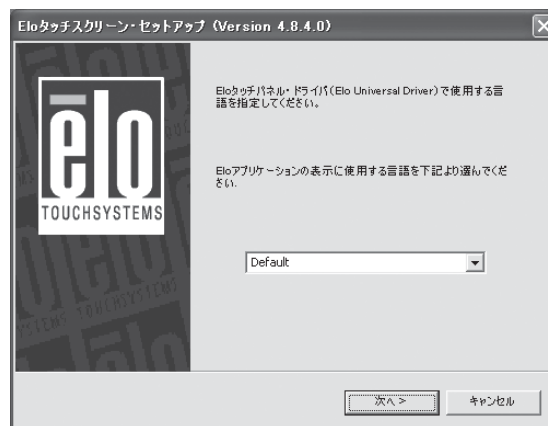 Eloタッチスクリーン・セットアップ (Version 4.8.4.0)
elo
TOUCHSYSTEMS
Eloタッチパネル・ドライバ(Elo Universal Driver)で使用する言
語を指定してください。
Eloアプリケーションの表示に使用する言語を下記より選んでくだ
さい.
Default
次へ >
キャンセル